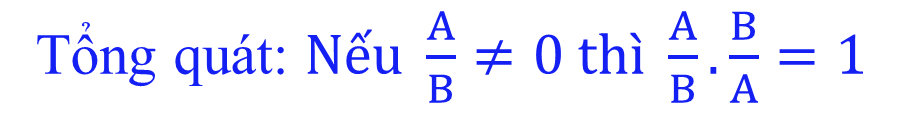 Tổng quát: Nếu A/B ≠ 0 thì A/B . B/A = 1